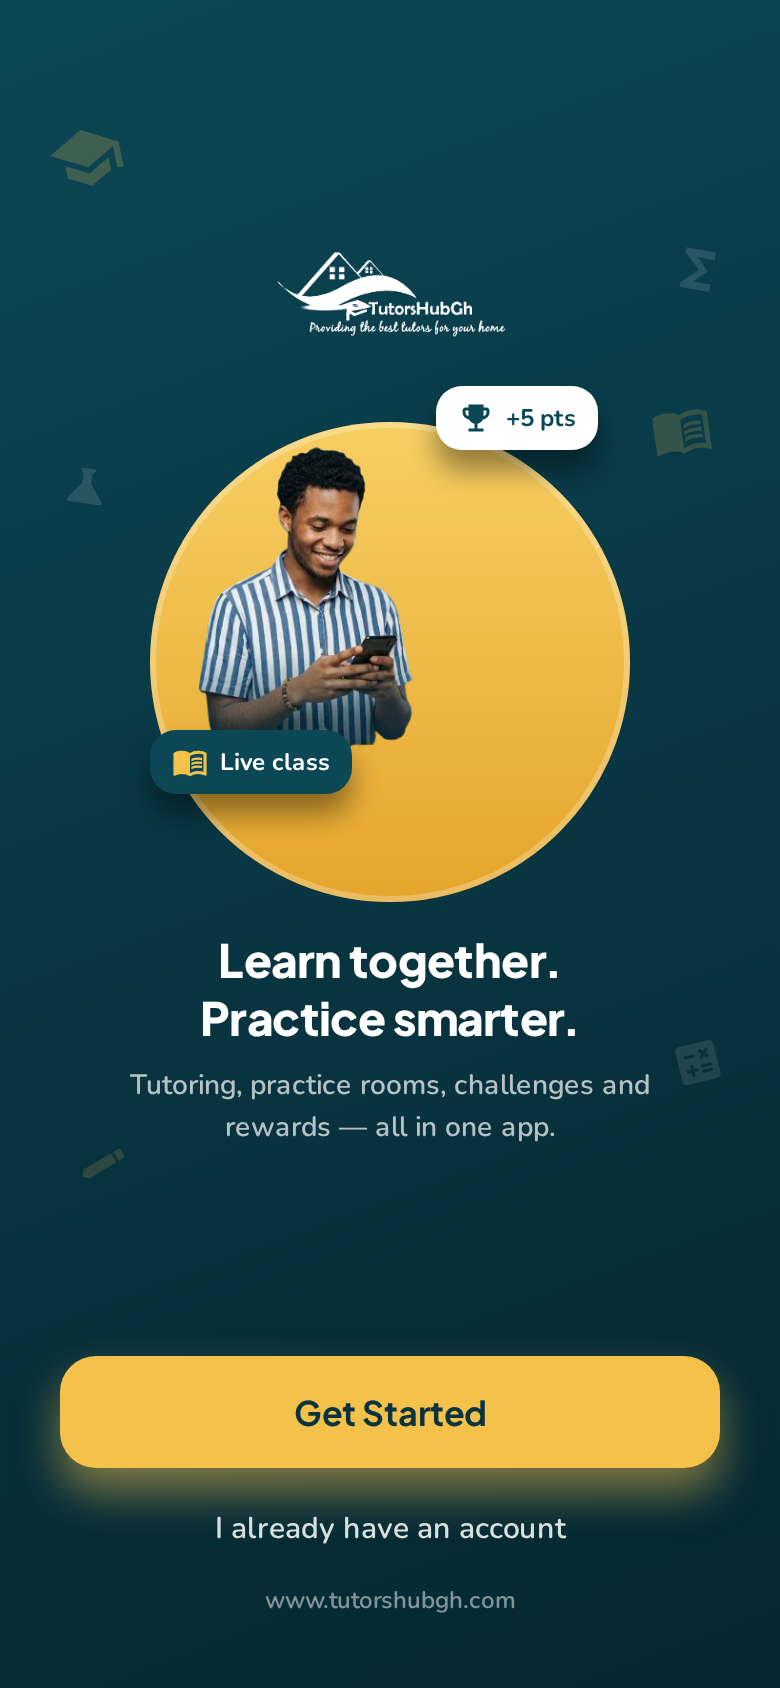 TutorsHubGh
Providing the best tutors for your home
+5 pts
Live class
Learn together.
Practice smarter.
Tutoring, practice rooms, challenges and
rewards — all in one app.
Get Started
I already have an account
www.tutorshubgh.com